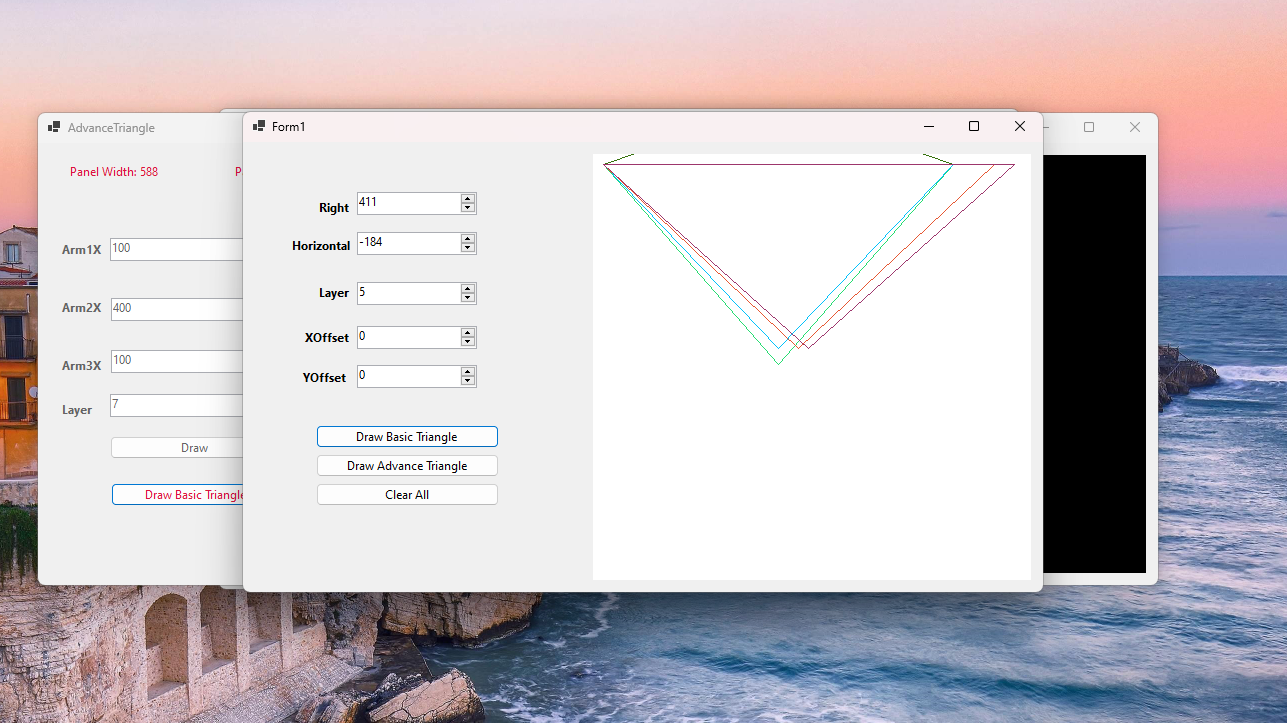 AdvanceTriangle
Panel Width: 588
P
Arm1X 100
Arm2X 400
Arm3X 100
Layer 7
Draw
Draw Basic Triangle
Form1
Right 411
Horizontal -184
Layer 5
XOffset 0
YOffset 0
Draw Basic Triangle
Draw Advance Triangle
Clear All